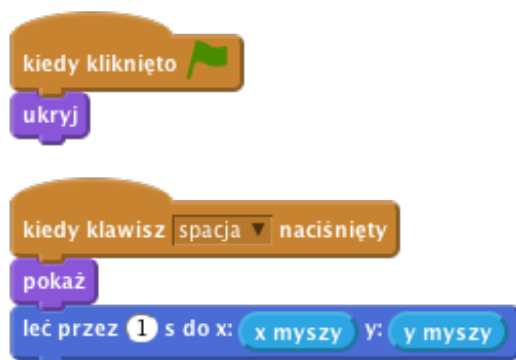 kiedy kliknięto
ukryj
kiedy klawisz spacja naciśnięty
pokaż
leć przez 1 s do x: x myszy y: y myszy